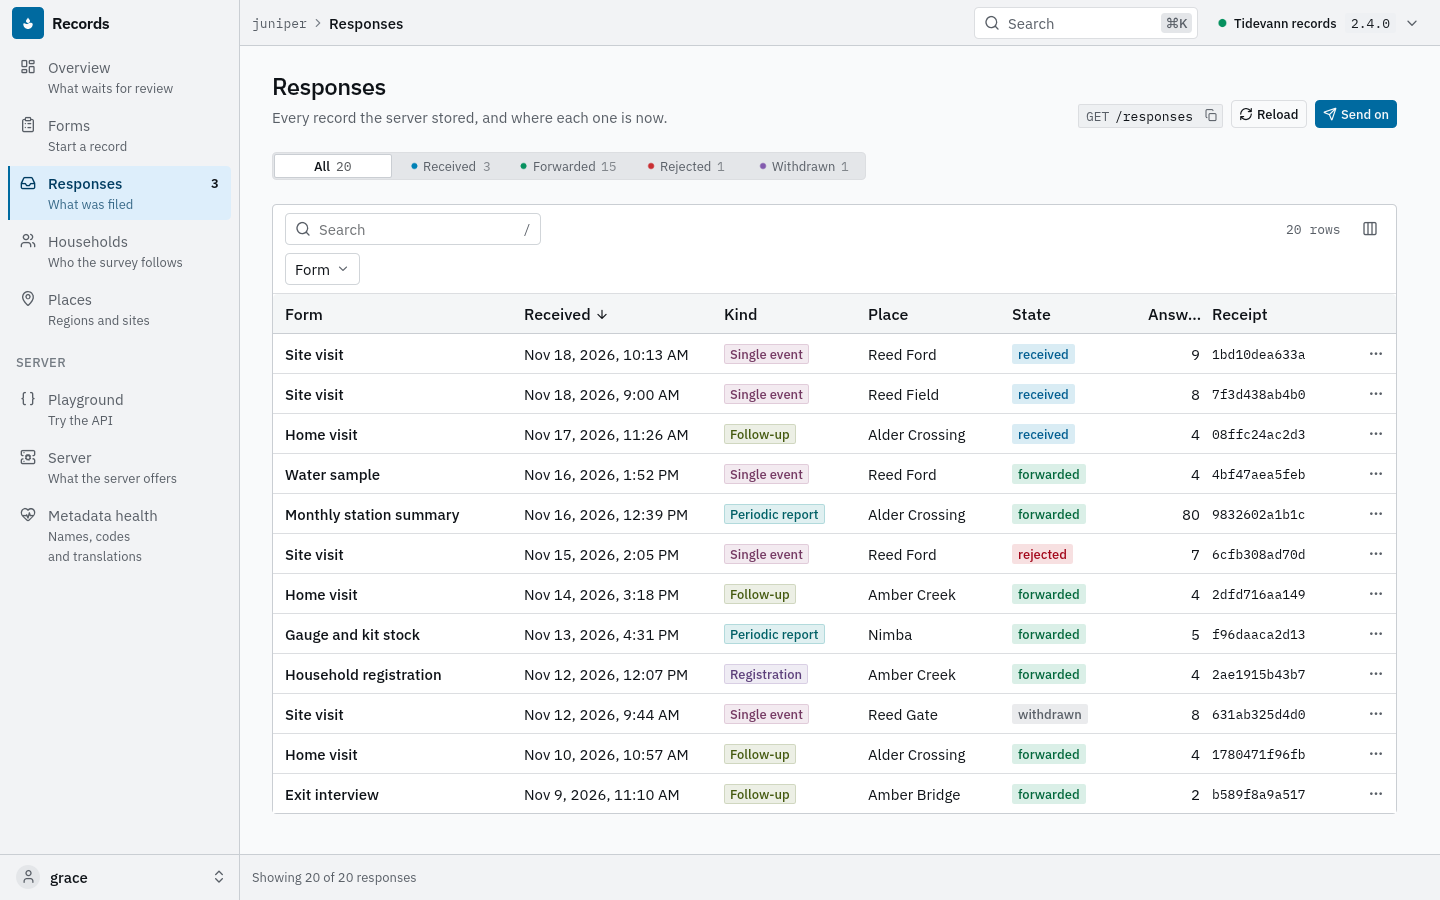 Records
Overview
What waits for review
Forms
Start a record
Responses 3
What was filed
Households
Who the survey follows
Places
Regions and sites
SERVER
Playground
Try the API
Server
What the server offers
Metadata health
Names, codes
and translations
grace
juniper > Responses
Search ⌘K
Tidevann records 2.4.0
Responses
Every record the server stored, and where each one is now.
GET /responses
Reload
Send on
All 20
Received 3
Forwarded 15
Rejected 1
Withdrawn 1
Search /
20 rows
Form
Form Received ↓ Kind Place State Answ... Receipt
Site visit Nov 18, 2026, 10:13 AM Single event Reed Ford received 9 1bd10dea633a
Site visit Nov 18, 2026, 9:00 AM Single event Reed Field received 8 7f3d438ab4b0
Home visit Nov 17, 2026, 11:26 AM Follow-up Alder Crossing received 4 08ffc24ac2d3
Water sample Nov 16, 2026, 1:52 PM Single event Reed Ford forwarded 4 4bf47aea5feb
Monthly station summary Nov 16, 2026, 12:39 PM Periodic report Alder Crossing forwarded 80 9832602a1b1c
Site visit Nov 15, 2026, 2:05 PM Single event Reed Ford rejected 7 6cfb308ad70d
Home visit Nov 14, 2026, 3:18 PM Follow-up Amber Creek forwarded 4 2dfd716aa149
Gauge and kit stock Nov 13, 2026, 4:31 PM Periodic report Nimba forwarded 5 f96daaca2d13
Household registration Nov 12, 2026, 12:07 PM Registration Amber Creek forwarded 4 2ae1915b43b7
Site visit Nov 12, 2026, 9:44 AM Single event Reed Gate withdrawn 8 631ab325d4d0
Home visit Nov 10, 2026, 10:57 AM Follow-up Alder Crossing forwarded 4 1780471f96fb
Exit interview Nov 9, 2026, 11:10 AM Follow-up Amber Bridge forwarded 2 b589f8a9a517
Showing 20 of 20 responses